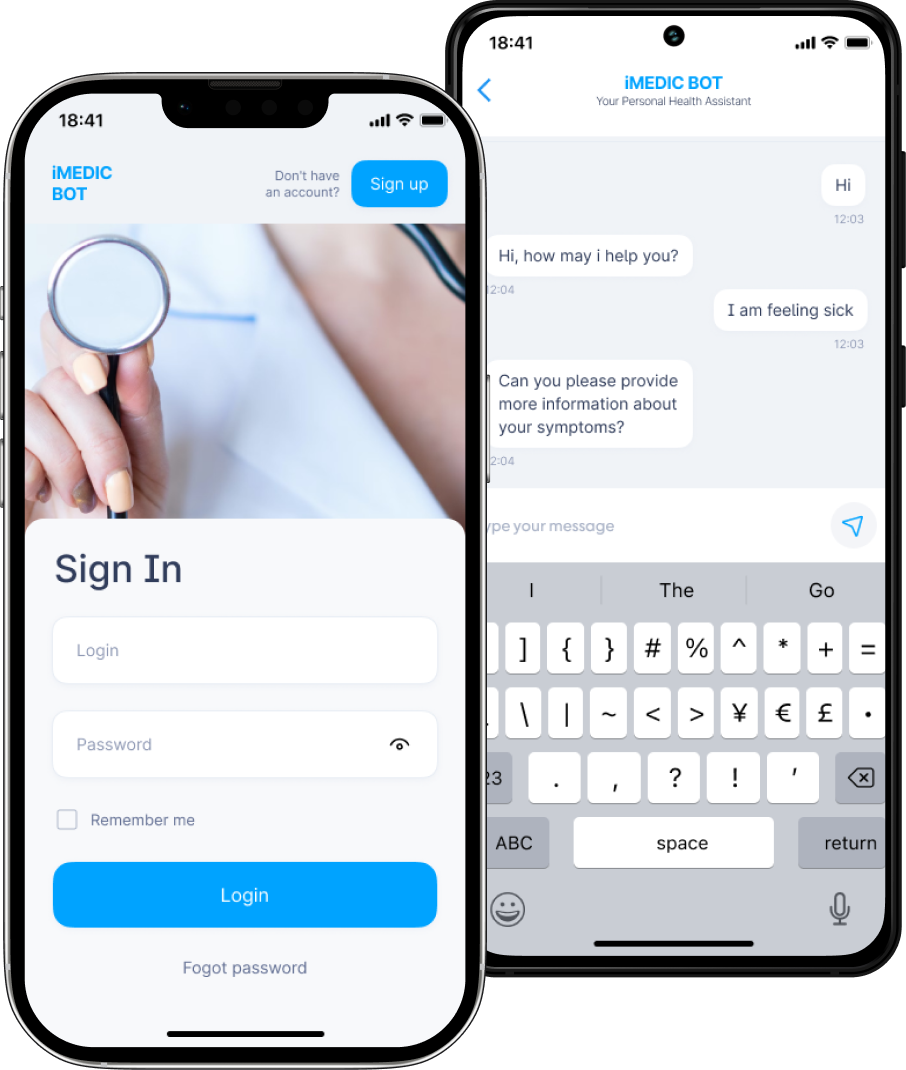 18:41
iMEDIC
BOT
Don't have
an account?
Sign up
Sign In
Login
Password
Remember me
Login
Fogot password
18:41
iMEDIC BOT
Your Personal Health Assistant
Hi
12:03
Hi, how may i help you?
12:04
I am feeling sick
12:03
Can you please provide
more information about
your symptoms?
2:04
ype your message
I The Go
] { } # % ^ * + =
\ | ~ < > ¥ € £ •
23 . , ? ! ′
ABC space return